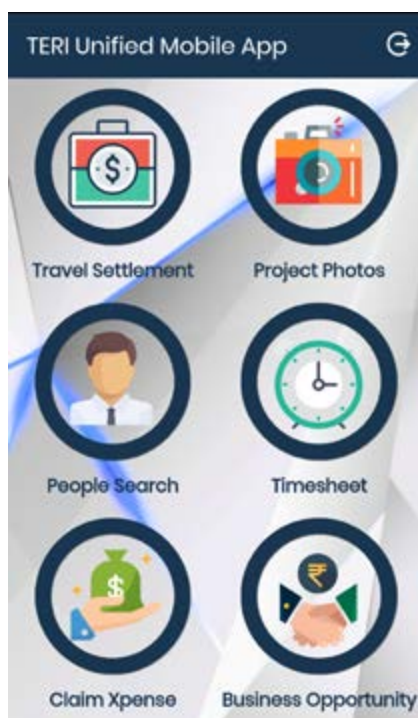 TERI Unified Mobile App
$
Travel Settlement
Project Photos
People Search
Timesheet
$
₹
Claim Xpense
Business Opportunity